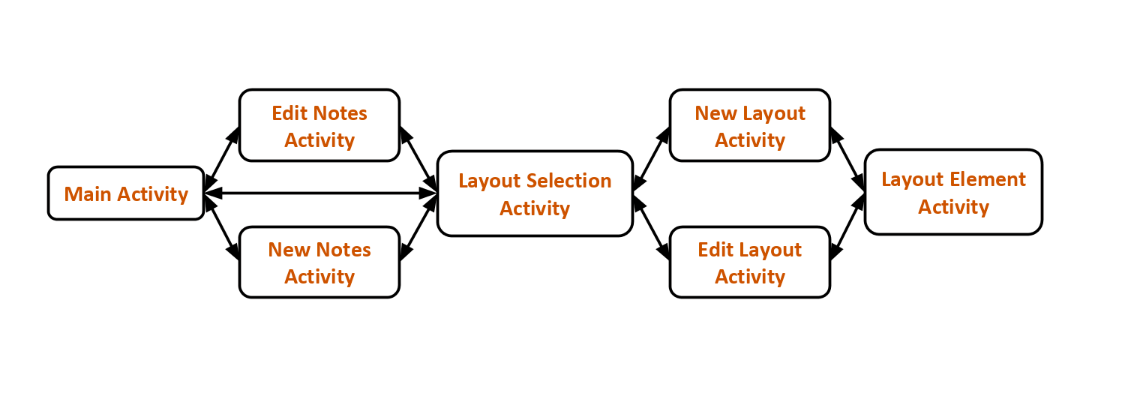 Main Activity
Edit Notes
Activity
New Notes
Activity
Layout Selection
Activity
New Layout
Activity
Edit Layout
Activity
Layout Element
Activity